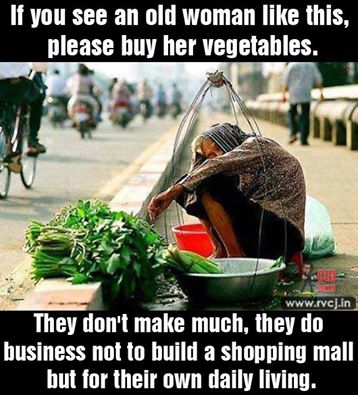 If you see an old woman like this,
please buy her vegetables.
www.rvcj.in
They don't make much, they do
business not to build a shopping mall
but for their own daily living.